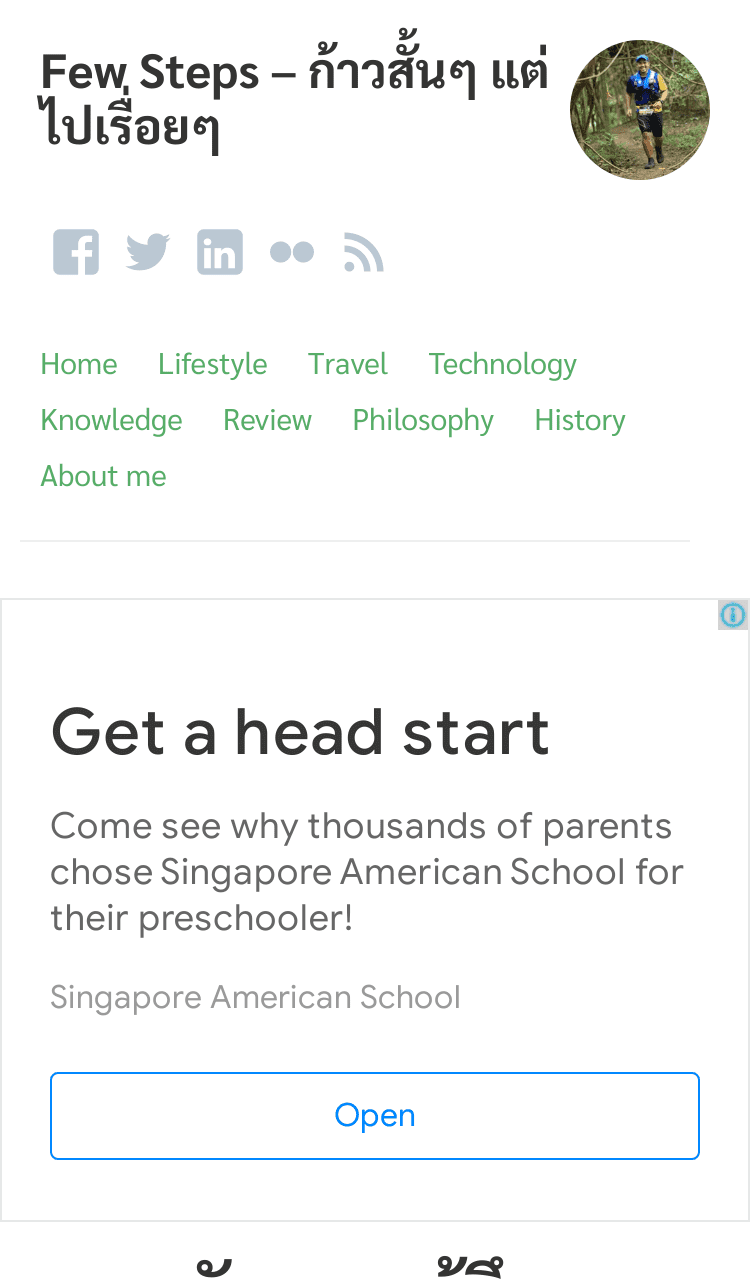 Few Steps – ก้าวสั้นๆ แต่
ไปเรื่อยๆ
Home Lifestyle Travel Technology
Knowledge Review Philosophy History
About me
Get a head start
Come see why thousands of parents
chose Singapore American School for
their preschooler!
Singapore American School
Open